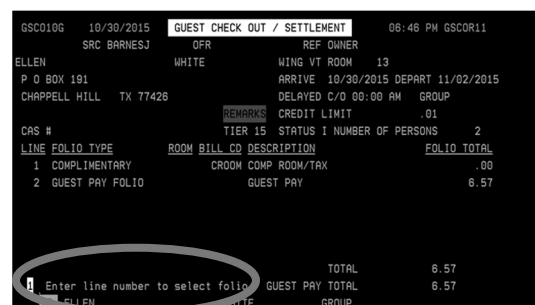 GSCO10G 10/30/2015 GUEST CHECK OUT / SETTLEMENT 06:46 PM GSCOR11
SRC BARNESJ OFR REF OWNER
ELLEN WHITE WING VT ROOM 13
P O BOX 191 ARRIVE 10/30/2015 DEPART 11/02/2015
CHAPPELL HILL TX 77426 DELAYED C/O 00:00 AM GROUP
REMARKS CREDIT LIMIT .01
CAS # TIER 15 STATUS I NUMBER OF PERSONS 2
LINE FOLIO TYPE ROOM BILL CD DESCRIPTION FOLIO TOTAL
1 COMPLIMENTARY CROOM COMP ROOM/TAX .00
2 GUEST PAY FOLIO GUEST PAY 6.57
TOTAL 6.57
1 Enter line number to select folio GUEST PAY TOTAL 6.57
ELLEN GROUP